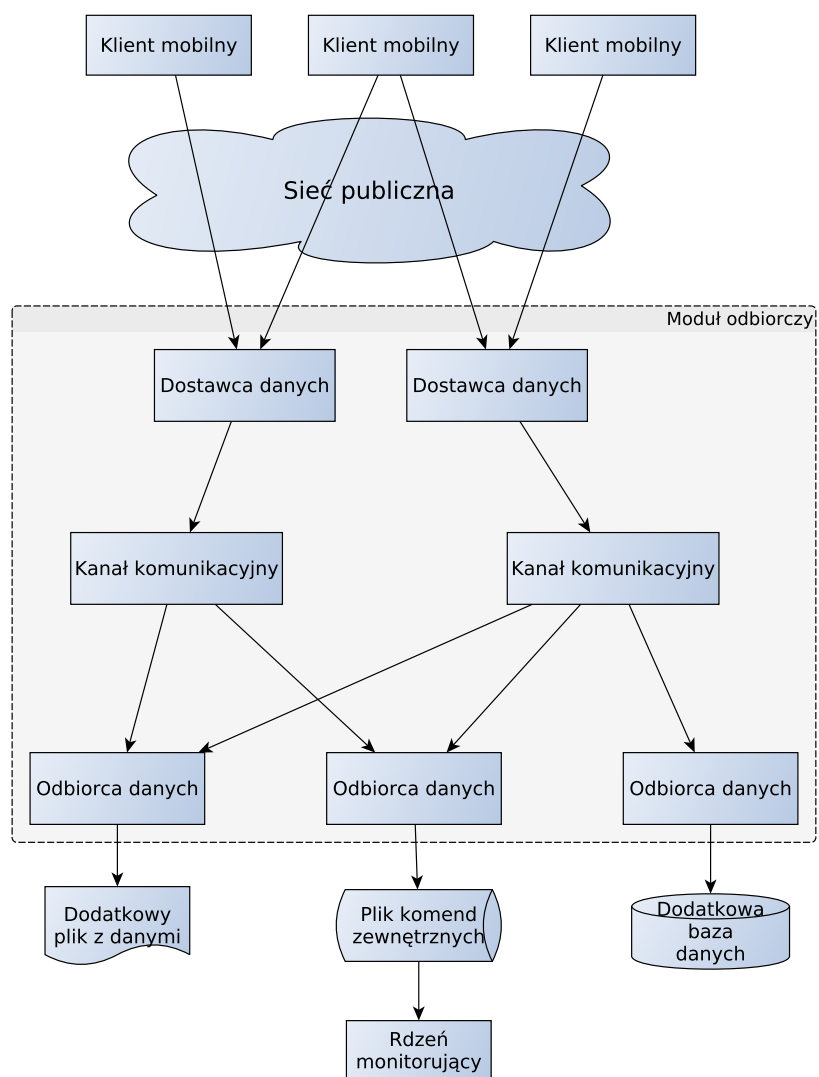 Klient mobilny
Klient mobilny
Klient mobilny
Sieć publiczna
Moduł odbiorczy
Dostawca danych
Dostawca danych
Kanał komunikacyjny
Kanał komunikacyjny
Odbiorca danych
Odbiorca danych
Odbiorca danych
Dodatkowy
plik z danymi
Plik komend
zewnętrznych
Dodatkowa
baza
danych
Rdzeń
monitorujący